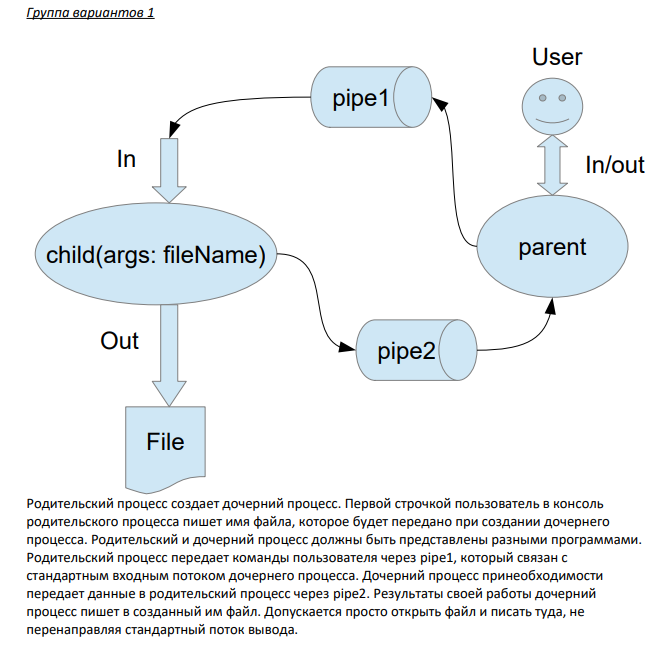 Группа вариантов 1
User
pipe1
In
In/out
child(args: fileName)
parent
Out
pipe2
File
Родительский процесс создает дочерний процесс. Первой строчкой пользователь в консоль
родительского процесса пишет имя файла, которое будет передано при создании дочернего
процесса. Родительский и дочерний процесс должны быть представлены разными программами.
Родительский процесс передает команды пользователя через pipe1, который связан с
стандартным входным потоком дочернего процесса. Дочерний процесс принеобходимости
передает данные в родительский процесс через pipe2. Результаты своей работы дочерний
процесс пишет в созданный им файл. Допускается просто открыть файл и писать туда, не
перенаправляя стандартный поток вывода.